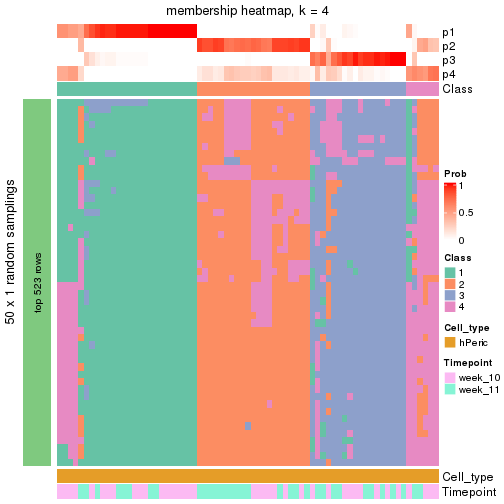 membership heatmap, k = 4
p1
p2
p3
p4
Class
50 x 1 random samplings
top 523 rows
Prob
1
0.5
0
Class
1
2
3
4
Cell_type
hPeric
Timepoint
week_10
week_11
Cell_type
Timepoint